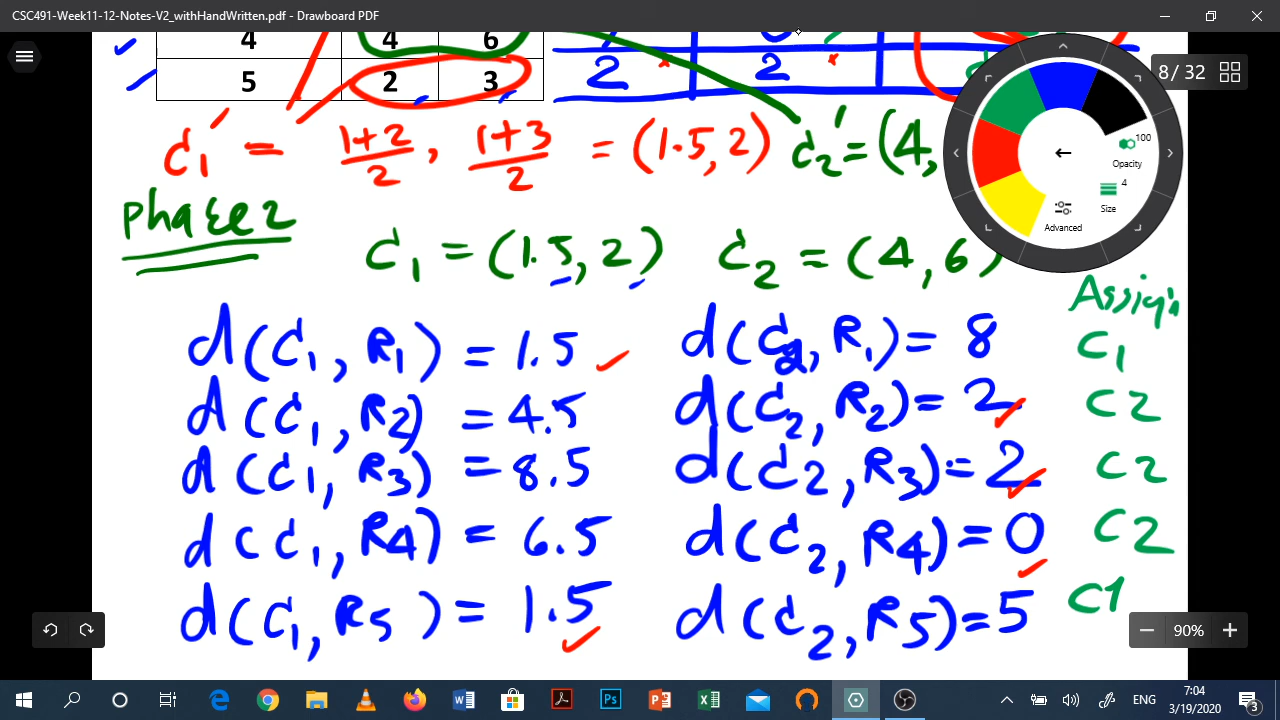 CSC491-Week11-12-Notes-V2_withHandWritten.pdf - Drawboard PDF
8 / 32
4 4 6
5 2 3 2 2
C1' = 1+2/2, 1+3/2 = (1.5, 2) C2' = (4,
100
Opacity
4
Size
Advanced
Phase 2
C1 = (1.5, 2) C2 = (4, 6)
Assign
d(C1, R1) = 1.5 ✓ d(C2, R1) = 8 C1
d(C1, R2) = 4.5 d(C2, R2) = 2 ✓ C2
d(C1, R3) = 8.5 d(C2, R3) = 2 ✓ C2
d(C1, R4) = 6.5 d(C2, R4) = 0 ✓ C2
d(C1, R5) = 1.5 ✓ d(C2, R5) = 5 C1
90%
ENG
7:04
3/19/2020
3